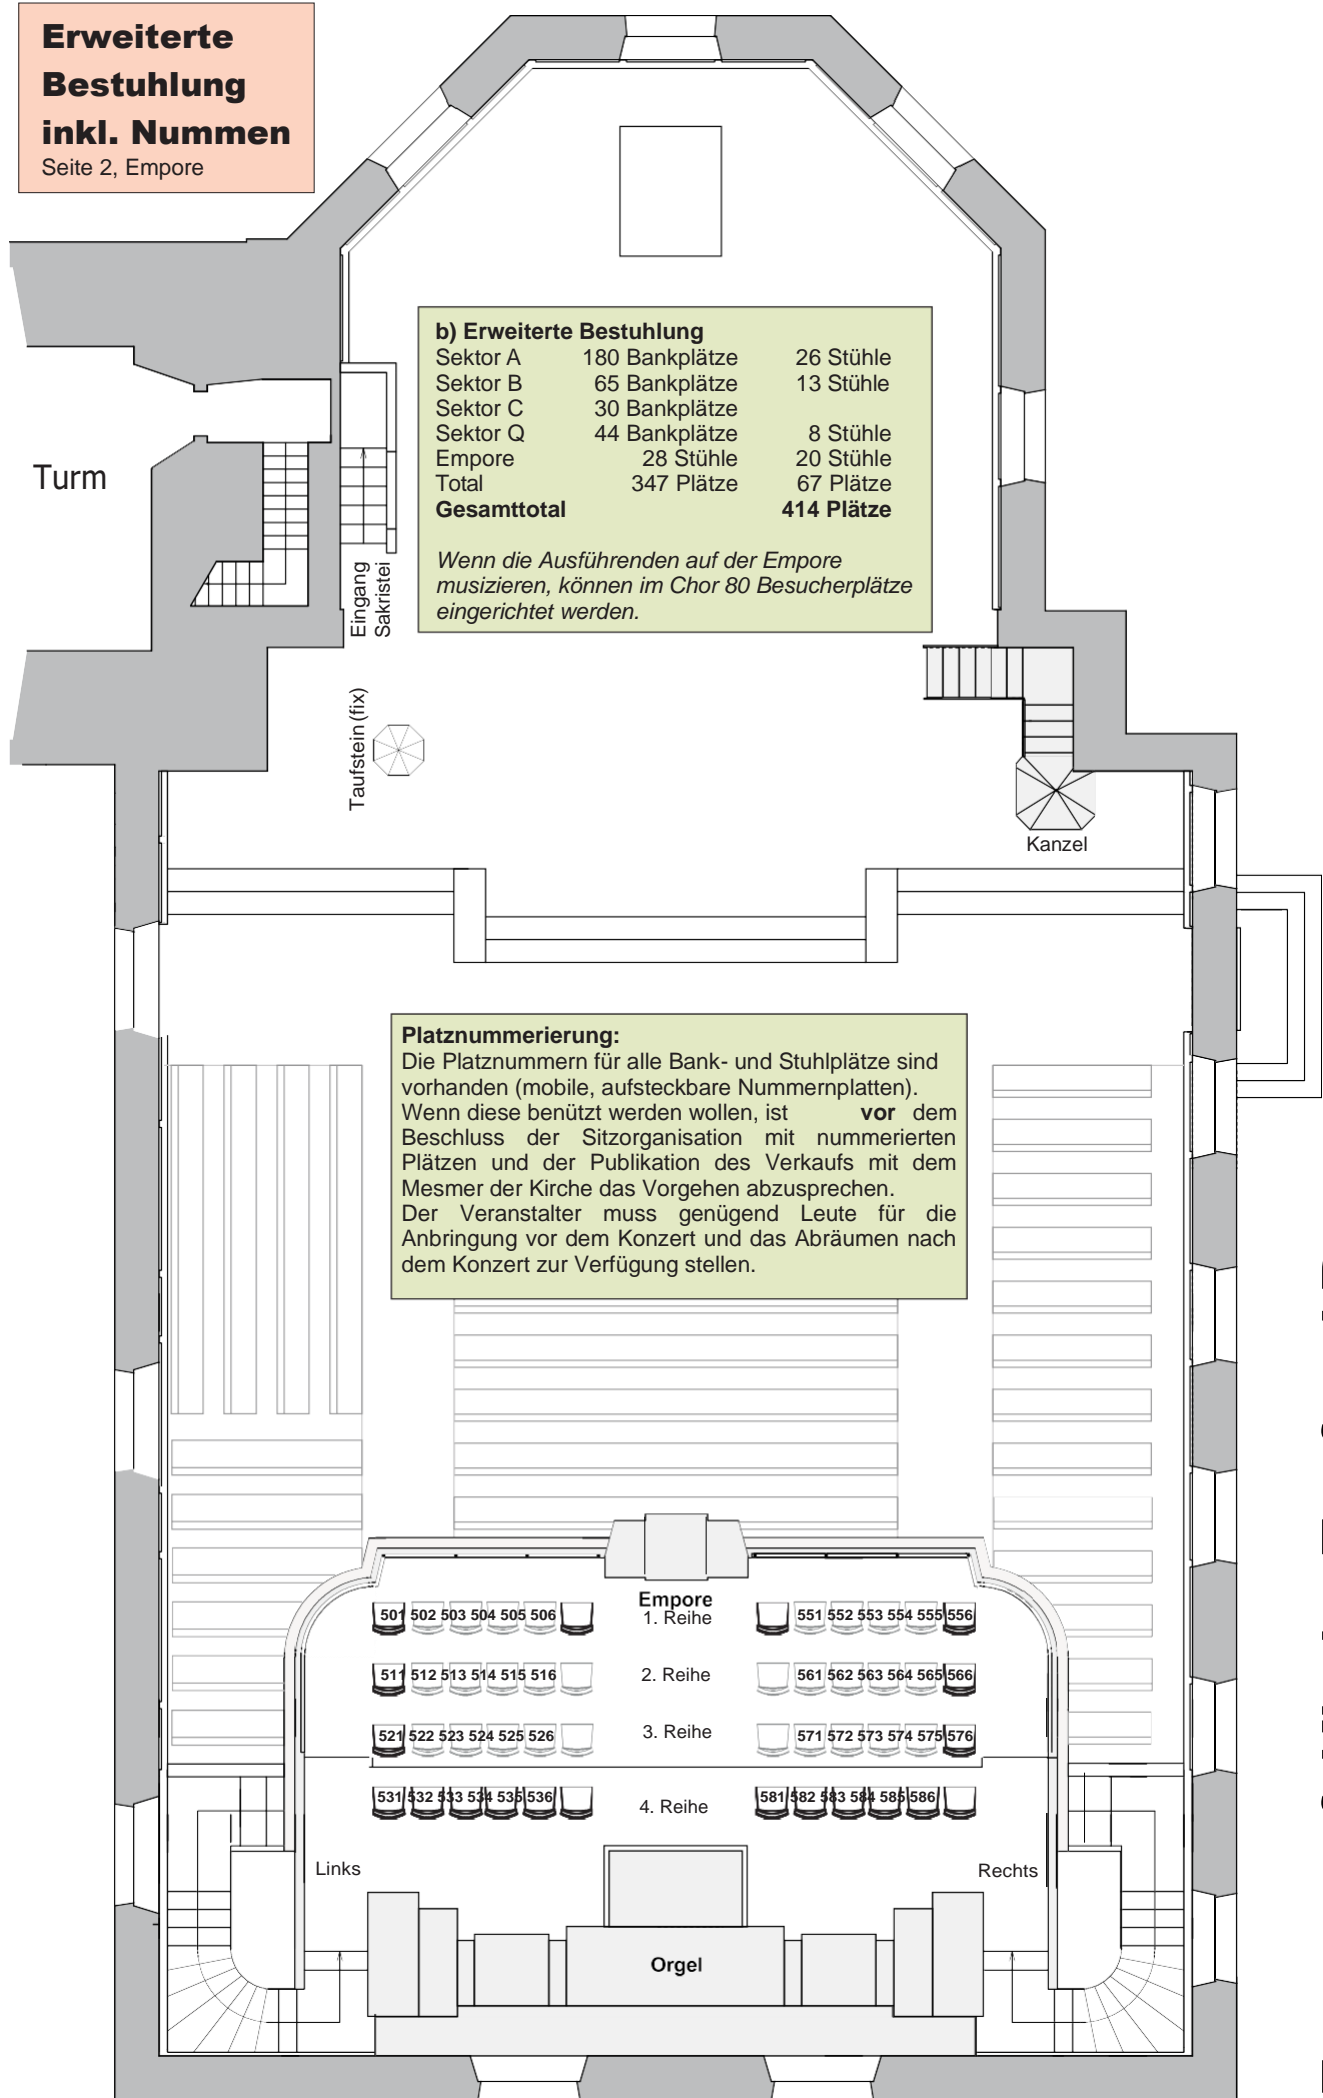 Erweiterte
Bestuhlung
inkl. Nummen
Seite 2, Empore
b) Erweiterte Bestuhlung
Sektor A 180 Bankplätze 26 Stühle
Sektor B 65 Bankplätze 13 Stühle
Sektor C 30 Bankplätze
Sektor Q 44 Bankplätze 8 Stühle
Empore 28 Stühle 20 Stühle
Total 347 Plätze 67 Plätze
Gesamttotal 414 Plätze
Wenn die Ausführenden auf der Empore
musizieren, können im Chor 80 Besucherplätze
eingerichtet werden.
Turm
Eingang
Sakristei
Taufstein (fix)
Kanzel
Platznummerierung:
Die Platznummern für alle Bank- und Stuhlplätze sind
vorhanden (mobile, aufsteckbare Nummernplatten).
Wenn diese benützt werden wollen, ist vor dem
Beschluss der Sitzorganisation mit nummerierten
Plätzen und der Publikation des Verkaufs mit dem
Mesmer der Kirche das Vorgehen abzusprechen.
Der Veranstalter muss genügend Leute für die
Anbringung vor dem Konzert und das Abräumen nach
dem Konzert zur Verfügung stellen.
Empore
501 502 503 504 505 506 1. Reihe 551 552 553 554 555 556
511 512 513 514 515 516 2. Reihe 561 562 563 564 565 566
521 522 523 524 525 526 3. Reihe 571 572 573 574 575 576
531 532 533 534 535 536 4. Reihe 581 582 583 584 585 586
Links
Rechts
Orgel